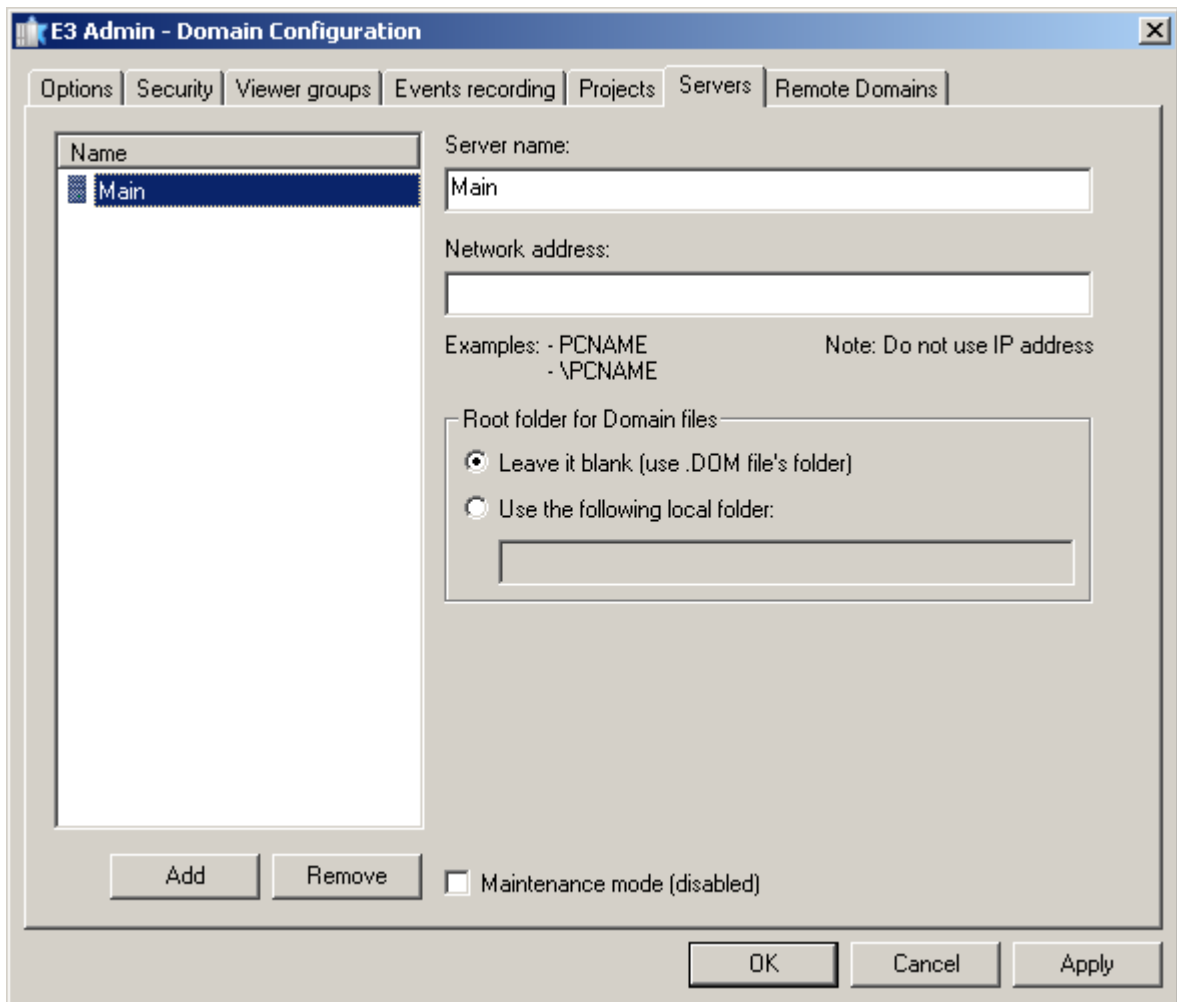 E3 Admin - Domain Configuration
Options Security Viewer groups Events recording Projects Servers Remote Domains
Name
Main
Server name:
Main
Network address:
Examples: - PCNAME Note: Do not use IP address
- \PCNAME
Root folder for Domain files
Leave it blank (use .DOM file's folder)
Use the following local folder:
Add Remove Maintenance mode (disabled)
OK Cancel Apply